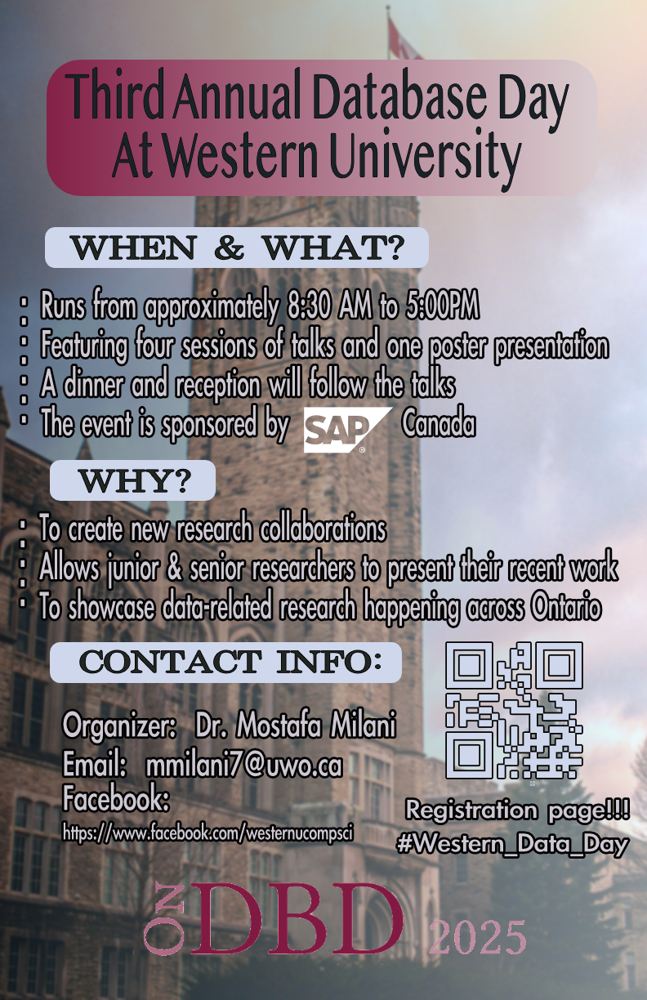 Third Annual Database Day
At Western University
WHEN & WHAT?
Runs from approximately 8:30 AM to 5:00PM
Featuring four sessions of talks and one poster presentation
A dinner and reception will follow the talks
The event is sponsored by SAP® Canada
WHY?
To create new research collaborations
Allows junior & senior researchers to present their recent work
To showcase data-related research happening across Ontario
CONTACT INFO:
Organizer: Dr. Mostafa Milani
Email: mmilani7@uwo.ca
Facebook:
https://www.facebook.com/westernucompsci
Registration page!!!
#Western_Data_Day
ON DBD 2025